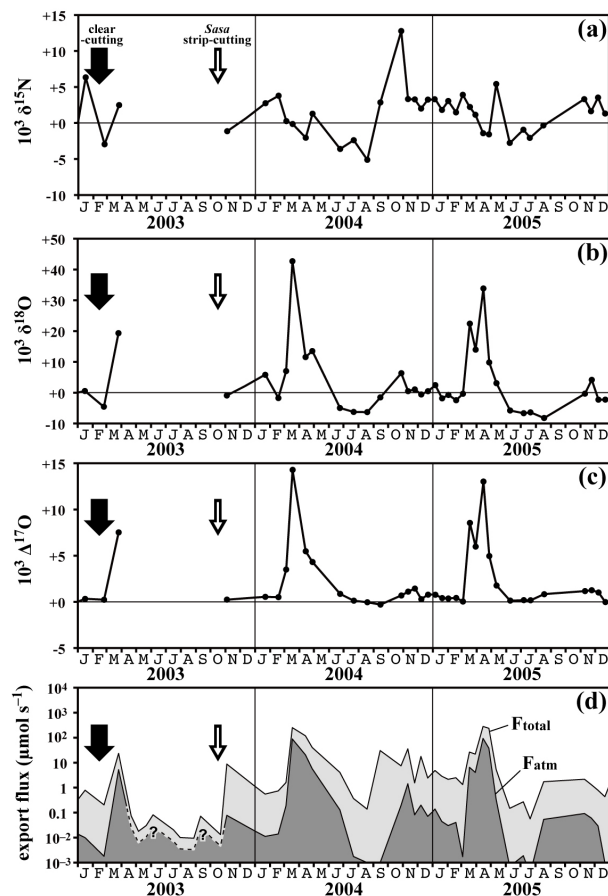 clear
-cutting
Sasa
strip-cutting
(a)
+15
+10
+5
+0
-5
-10
10³ δ¹⁵N
J F M A M J J A S O N D J F M A M J J A S O N D J F M A M J J A S O N D
2003 2004 2005
(b)
+50
+40
+30
+20
+10
+0
-10
10³ δ¹⁸O
J F M A M J J A S O N D J F M A M J J A S O N D J F M A M J J A S O N D
2003 2004 2005
(c)
+15
+10
+5
+0
-5
10³ Δ¹⁷O
J F M A M J J A S O N D J F M A M J J A S O N D J F M A M J J A S O N D
2003 2004 2005
(d)
10⁴
10³
10²
10
1
0.1
10⁻²
10⁻³
export flux (μmol s⁻¹)
Ftotal
Fatm
? ?
J F M A M J J A S O N D J F M A M J J A S O N D J F M A M J J A S O N D
2003 2004 2005